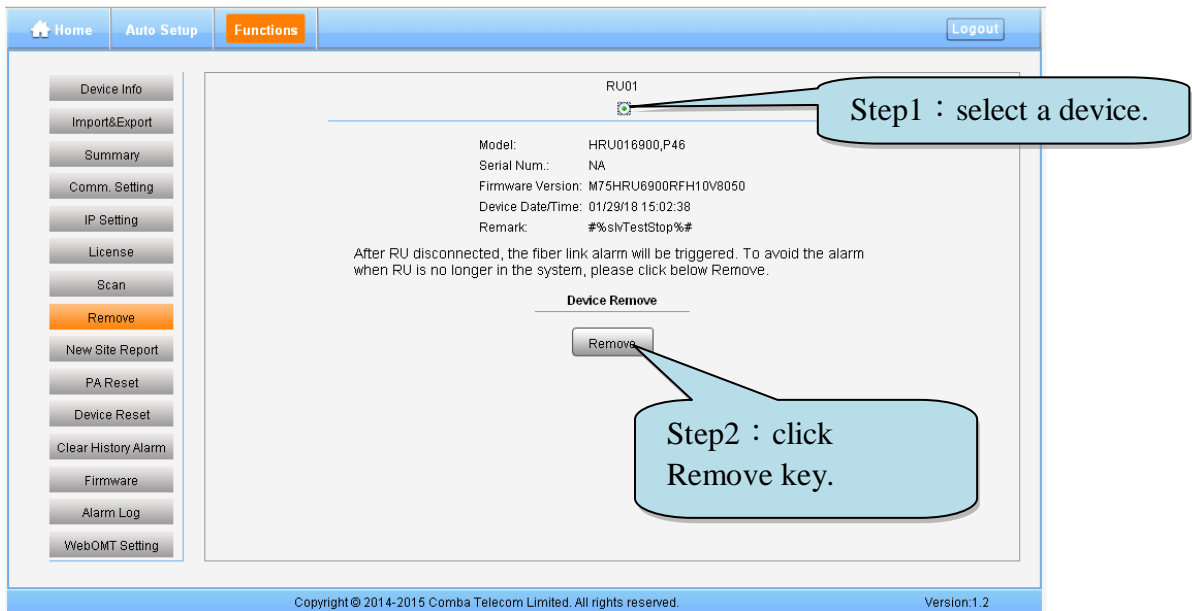 Home Auto Setup Functions Logout
Device Info
Import&Export
Summary
Comm. Setting
IP Setting
License
Scan
Remove
New Site Report
PA Reset
Device Reset
Clear History Alarm
Firmware
Alarm Log
WebOMT Setting
RU01
Step1：select a device.
Model: HRU016900,P46
Serial Num.: NA
Firmware Version: M75HRU6900RFH10V8050
Device Date/Time: 01/29/18 15:02:38
Remark: #%slvTestStop%#
After RU disconnected, the fiber link alarm will be triggered. To avoid the alarm
when RU is no longer in the system, please click below Remove.
Device Remove
Remove
Step2：click
Remove key.
Copyright © 2014-2015 Comba Telecom Limited. All rights reserved. Version:1.2